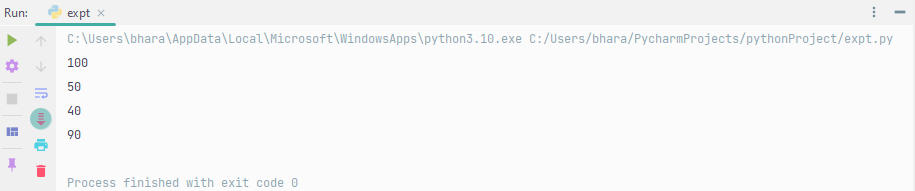 Run: expt
C:\Users\bhara\AppData\Local\Microsoft\WindowsApps\python3.10.exe C:/Users/bhara/PycharmProjects/pythonProject/expt.py
100
50
40
90
Process finished with exit code 0